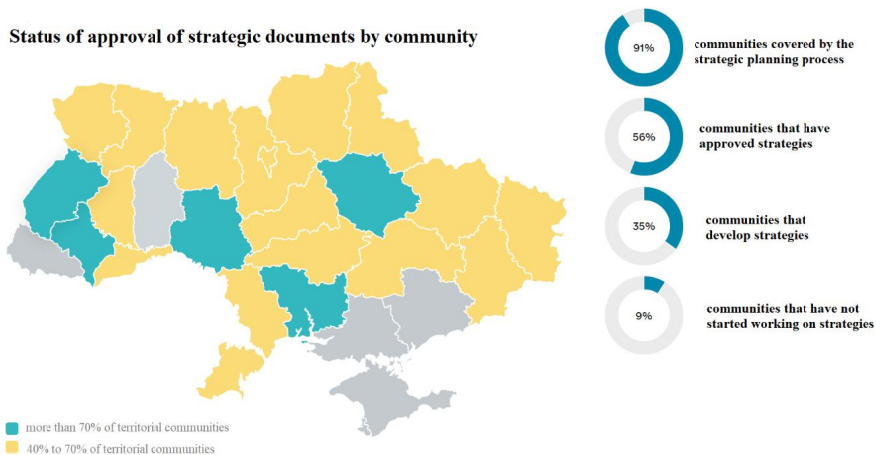 Status of approval of strategic documents by community
91%
communities covered by the
strategic planning process
56%
communities that have
approved strategies
35%
communities that
develop strategies
9%
communities that have not
started working on strategies
more than 70% of territorial communities
40% to 70% of territorial communities